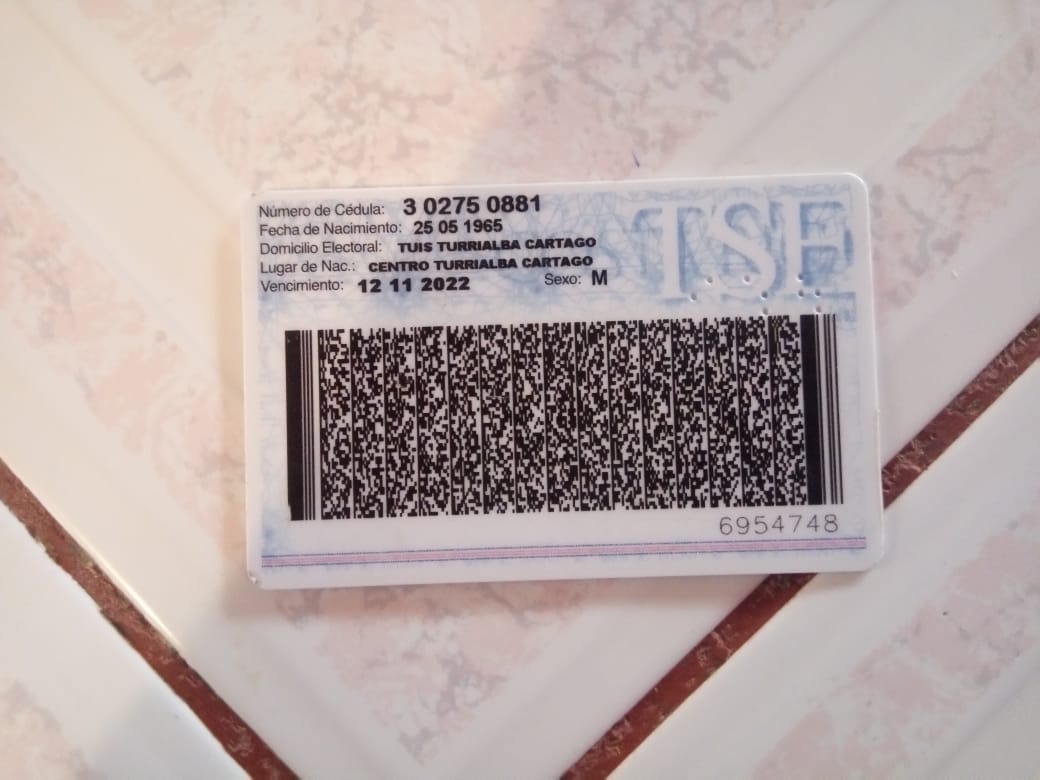 Número de Cédula: 3 0275 0881
Fecha de Nacimiento: 25 05 1965
Domicilio Electoral: TUIS TURRIALBA CARTAGO
Lugar de Nac.: CENTRO TURRIALBA CARTAGO
Vencimiento: 12 11 2022 Sexo: M
TSE
6954748